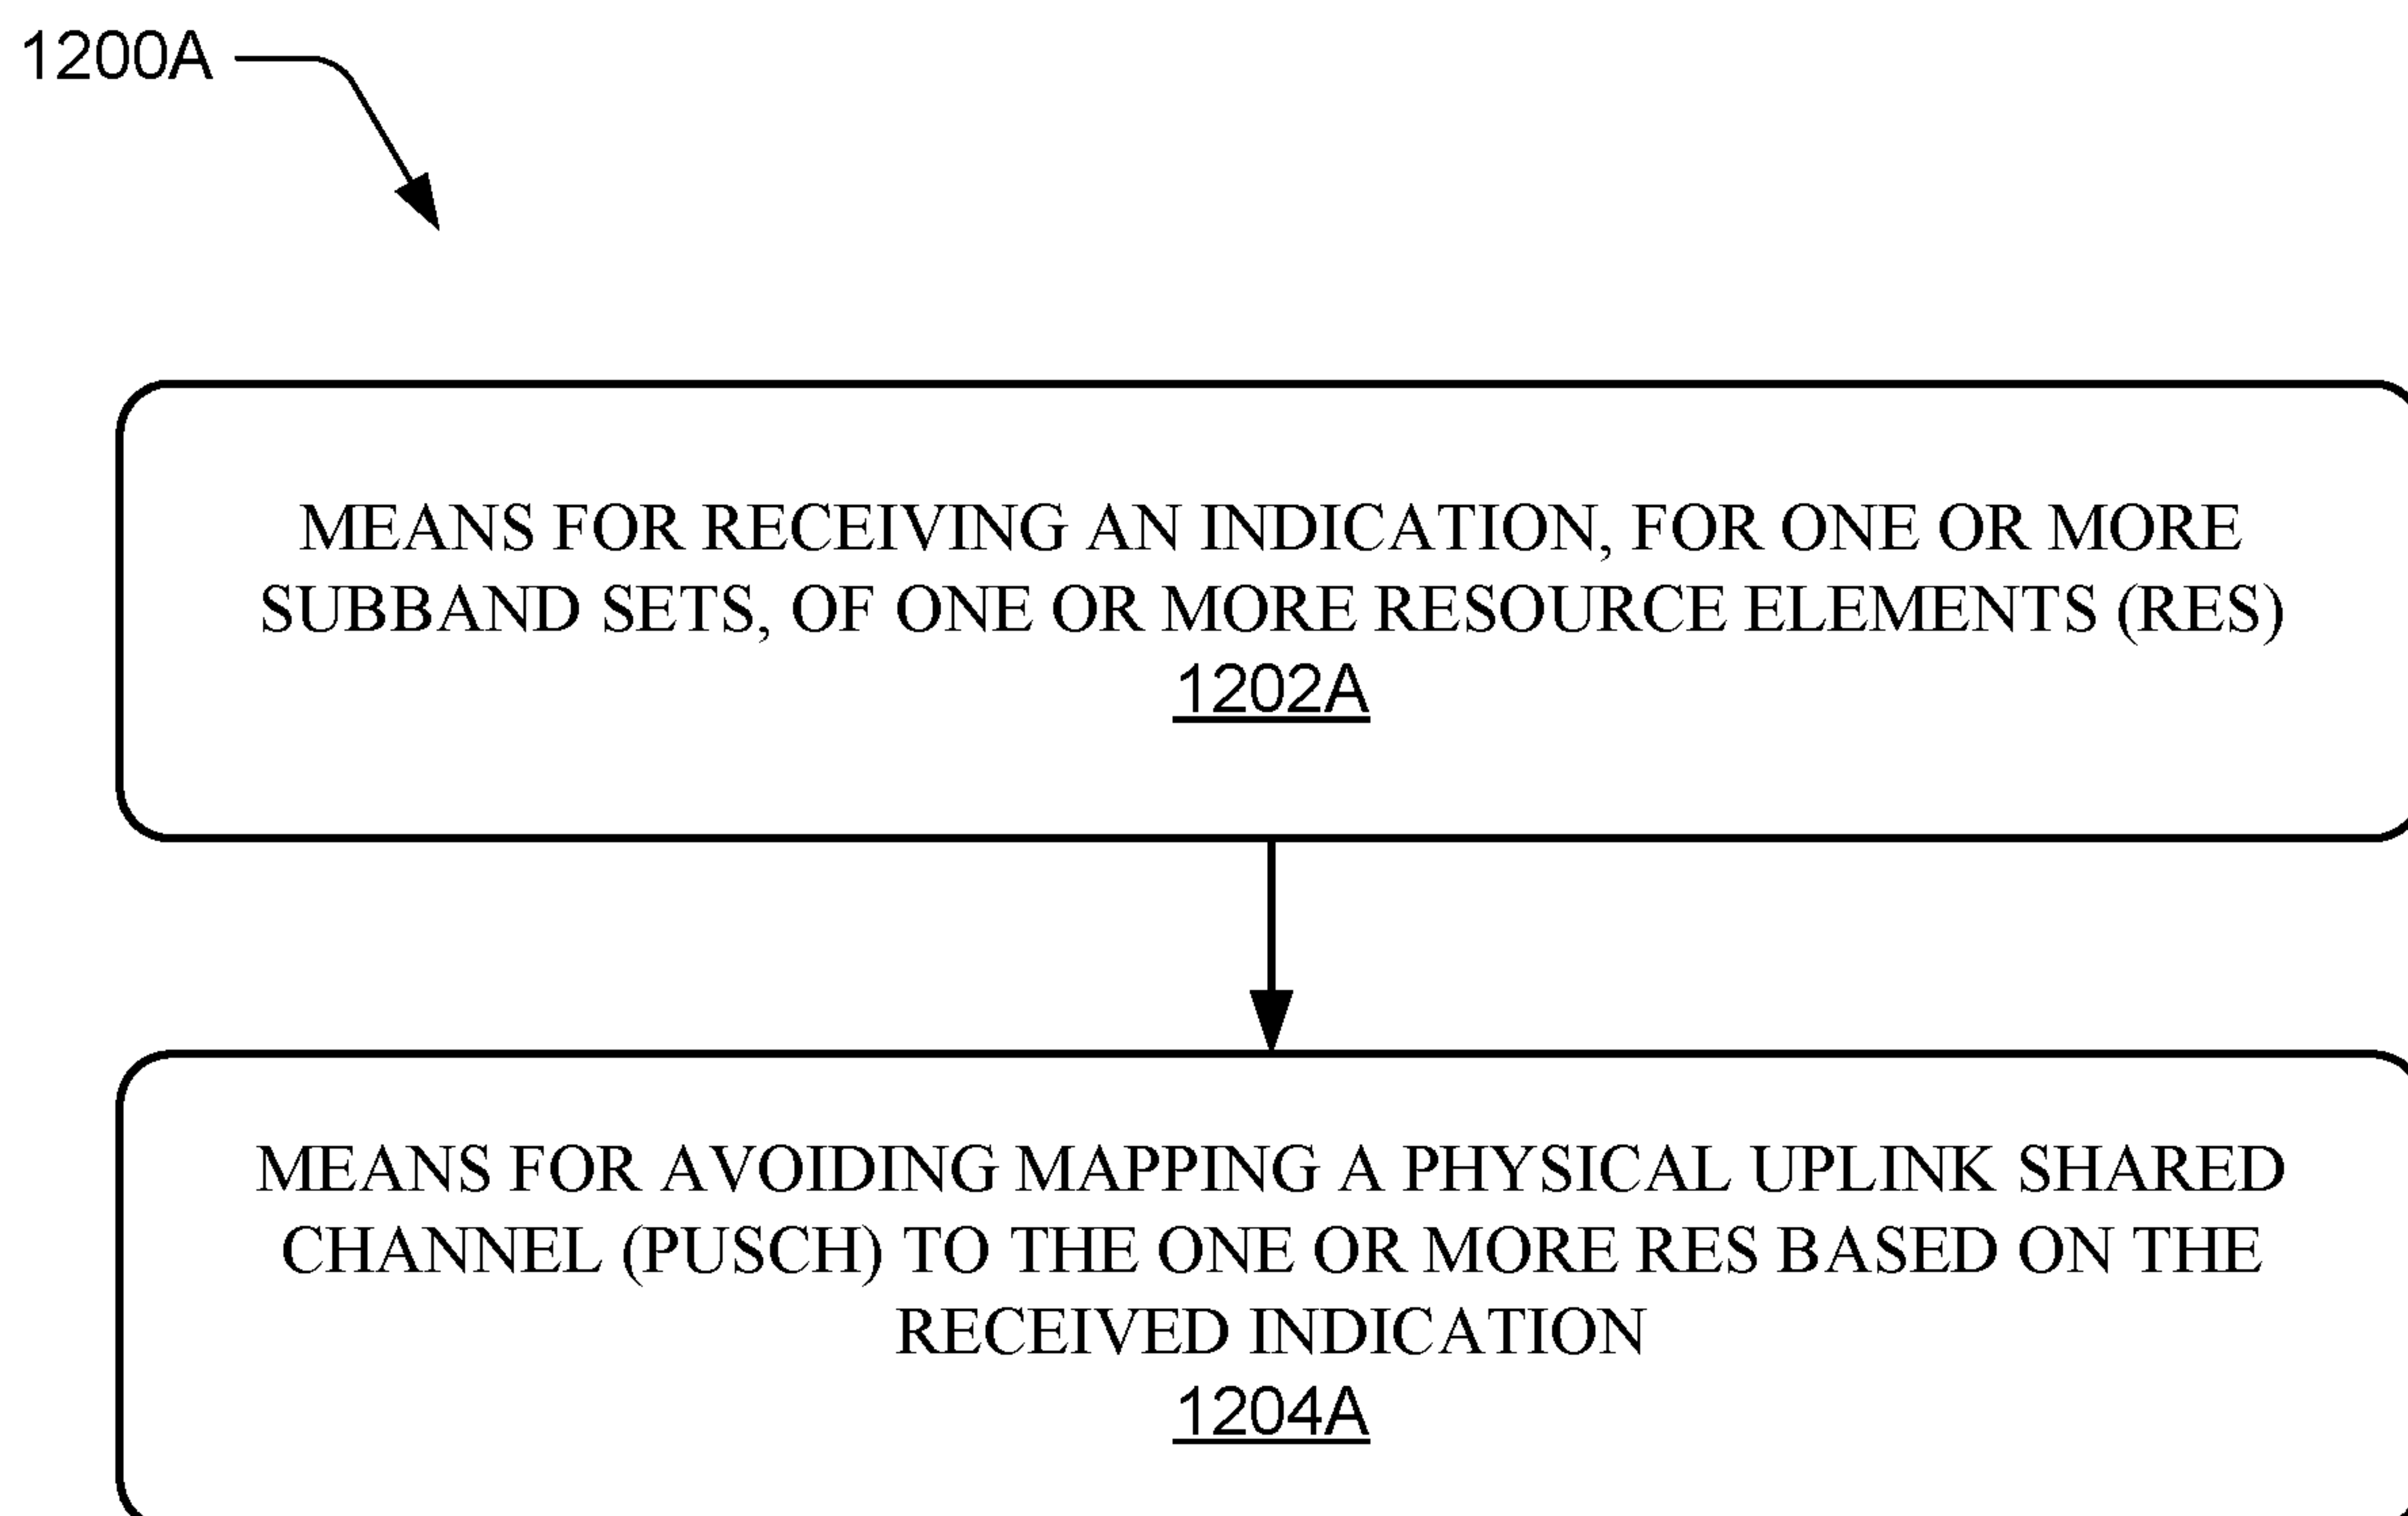 1200A
MEANS FOR RECEIVING AN INDICATION, FOR ONE OR MORE
SUBBAND SETS, OF ONE OR MORE RESOURCE ELEMENTS (RES)
1202A
MEANS FOR AVOIDING MAPPING A PHYSICAL UPLINK SHARED
CHANNEL (PUSCH) TO THE ONE OR MORE RES BASED ON THE
RECEIVED INDICATION
1204A